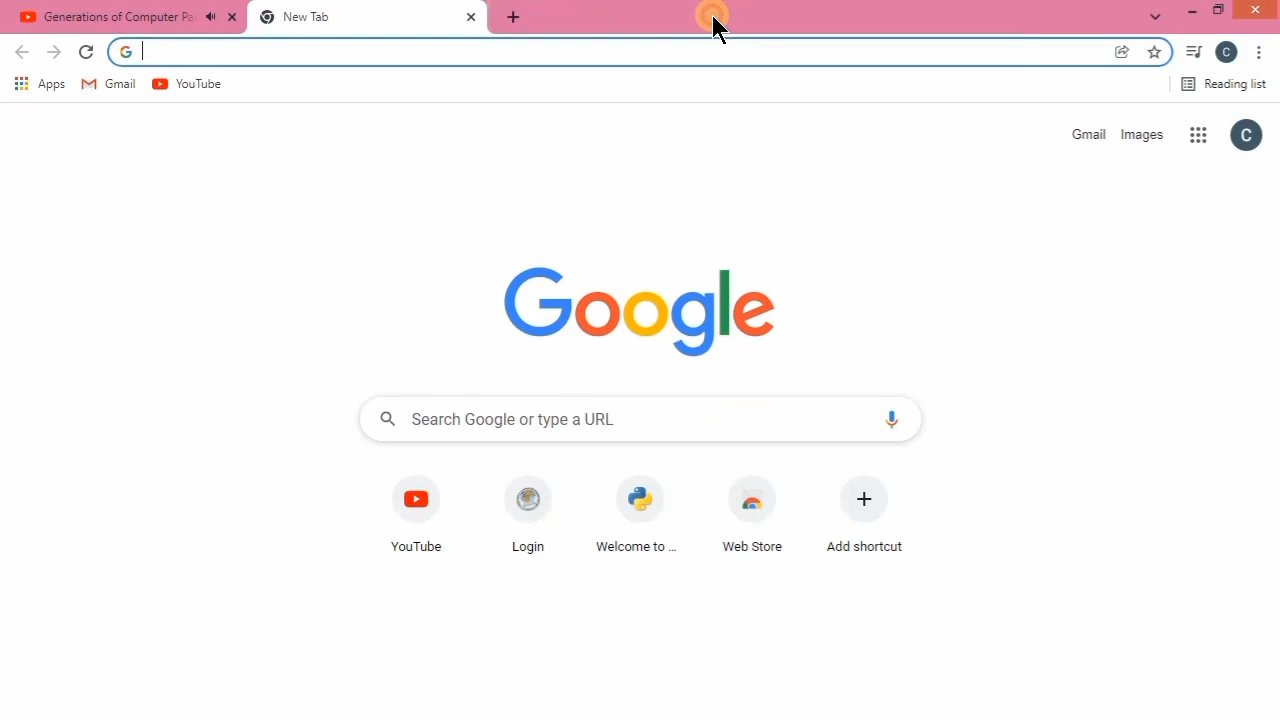 Generations of Computer Pa
New Tab
Apps
Gmail
YouTube
Reading list
C
Gmail
Images
C
Google
Search Google or type a URL
YouTube
Login
Welcome to ...
Web Store
Add shortcut